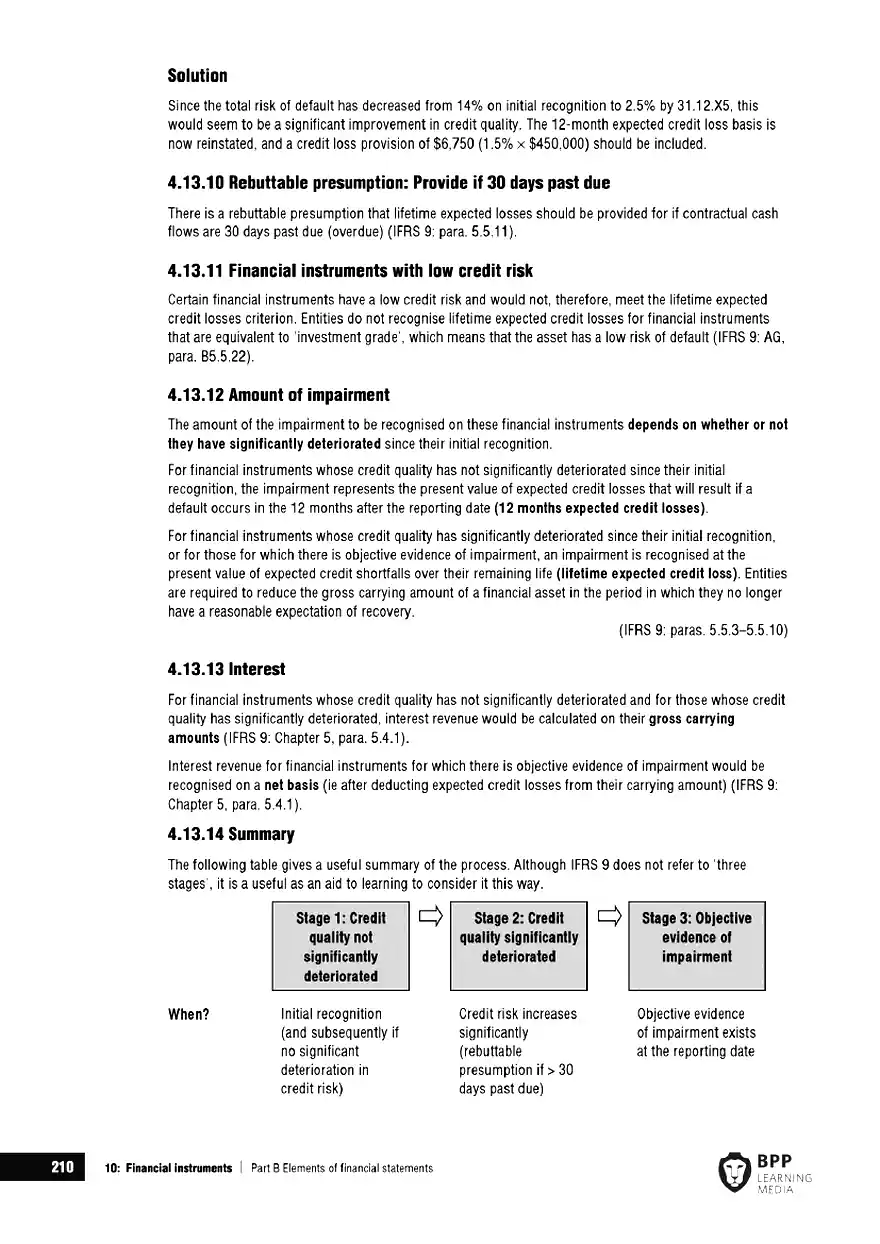 Solution
Since the total risk of default has decreased from 14% on initial recognition to 2.5% by 31.12.X5, this
would seem to be a significant improvement in credit quality. The 12-month expected credit loss basis is
now reinstated, and a credit loss provision of $6,750 (1.5% × $450,000) should be included.
4.13.10 Rebuttable presumption: Provide if 30 days past due
There is a rebuttable presumption that lifetime expected losses should be provided for if contractual cash
flows are 30 days past due (overdue) (IFRS 9: para. 5.5.11).
4.13.11 Financial instruments with low credit risk
Certain financial instruments have a low credit risk and would not, therefore, meet the lifetime expected
credit losses criterion. Entities do not recognise lifetime expected credit losses for financial instruments
that are equivalent to 'investment grade', which means that the asset has a low risk of default (IFRS 9: AG,
para. B5.5.22).
4.13.12 Amount of impairment
The amount of the impairment to be recognised on these financial instruments depends on whether or not
they have significantly deteriorated since their initial recognition.
For financial instruments whose credit quality has not significantly deteriorated since their initial
recognition, the impairment represents the present value of expected credit losses that will result if a
default occurs in the 12 months after the reporting date (12 months expected credit losses).
For financial instruments whose credit quality has significantly deteriorated since their initial recognition,
or for those for which there is objective evidence of impairment, an impairment is recognised at the
present value of expected credit shortfalls over their remaining life (lifetime expected credit loss). Entities
are required to reduce the gross carrying amount of a financial asset in the period in which they no longer
have a reasonable expectation of recovery.
(IFRS 9: paras. 5.5.3–5.5.10)
4.13.13 Interest
For financial instruments whose credit quality has not significantly deteriorated and for those whose credit
quality has significantly deteriorated, interest revenue would be calculated on their gross carrying
amounts (IFRS 9: Chapter 5, para. 5.4.1).
Interest revenue for financial instruments for which there is objective evidence of impairment would be
recognised on a net basis (ie after deducting expected credit losses from their carrying amount) (IFRS 9:
Chapter 5, para. 5.4.1).
4.13.14 Summary
The following table gives a useful summary of the process. Although IFRS 9 does not refer to 'three
stages', it is a useful as an aid to learning to consider it this way.
Stage 1: Credit
quality not
significantly
deteriorated
Stage 2: Credit
quality significantly
deteriorated
Stage 3: Objective
evidence of
impairment
When?
Initial recognition
(and subsequently if
no significant
deterioration in
credit risk)
Credit risk increases
significantly
(rebuttable
presumption if > 30
days past due)
Objective evidence
of impairment exists
at the reporting date
210 10: Financial instruments | Part B Elements of financial statements
BPP
LEARNING
MEDIA